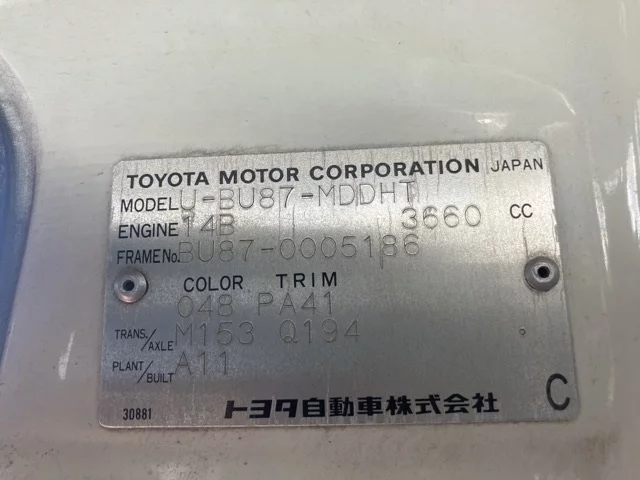 TOYOTA MOTOR CORPORATION JAPAN
MODEL U-BU87-MDDHT
ENGINE 14B 3660 CC
FRAME No. BU87-0005186
COLOR TRIM
048 PA41
TRANS./AXLE M153 Q194
PLANT/BUILT A11
30881 トヨタ自動車株式会社 C